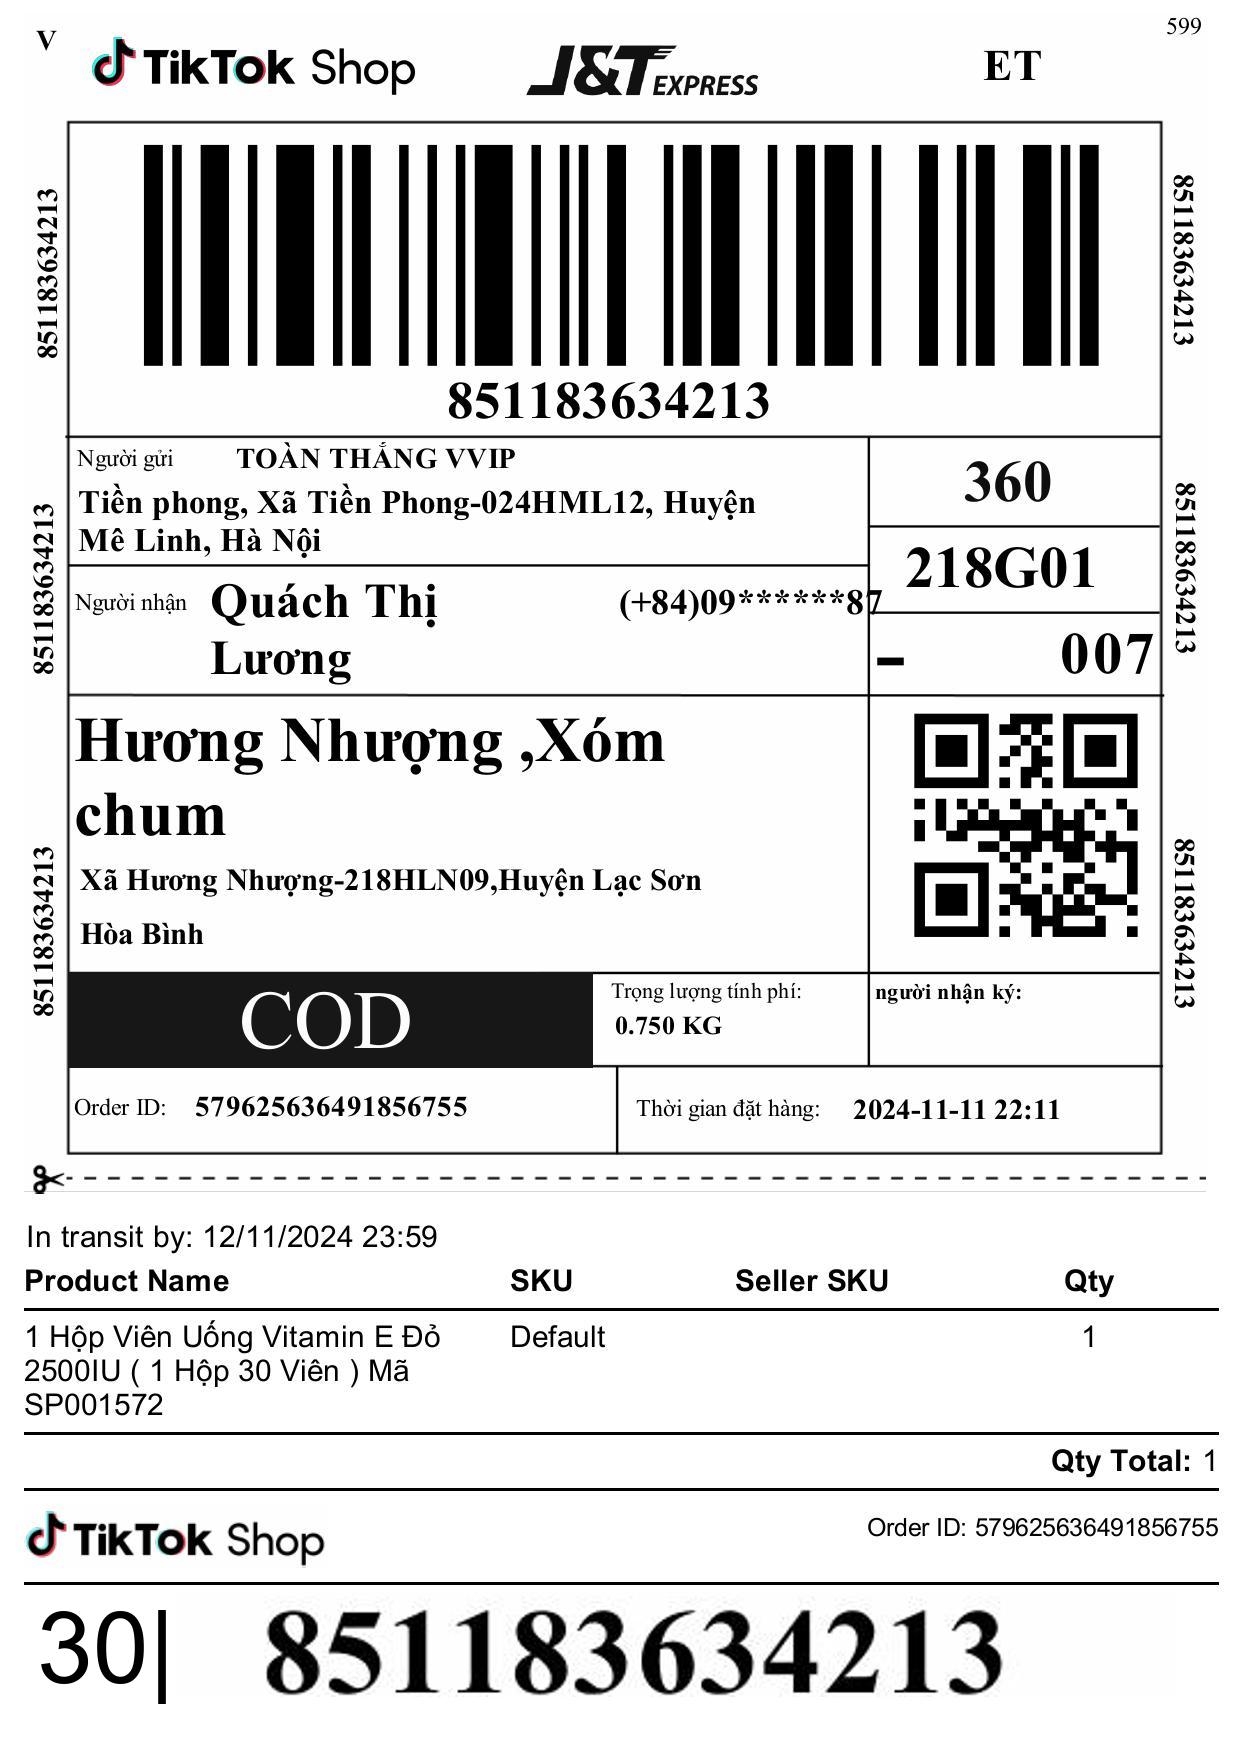 599
V
TikTok Shop
J&T EXPRESS
ET
851183634213
851183634213
851183634213
Người gửi TOÀN THẮNG VVIP
Tiền phong, Xã Tiền Phong-024HML12, Huyện
Mê Linh, Hà Nội
360
218G01
851183634213
851183634213
Người nhận Quách Thị
Lương
(+84)09******87
- 007
Hương Nhượng ,Xóm
chum
Xã Hương Nhượng-218HLN09,Huyện Lạc Sơn
Hòa Bình
851183634213
851183634213
COD
Trọng lượng tính phí:
0.750 KG
người nhận ký:
Order ID: 579625636491856755
Thời gian đặt hàng: 2024-11-11 22:11
In transit by: 12/11/2024 23:59
Product Name SKU Seller SKU Qty
1 Hộp Viên Uống Vitamin E Đỏ Default 1
2500IU ( 1 Hộp 30 Viên ) Mã
SP001572
Qty Total: 1
TikTok Shop
Order ID: 579625636491856755
30| 851183634213